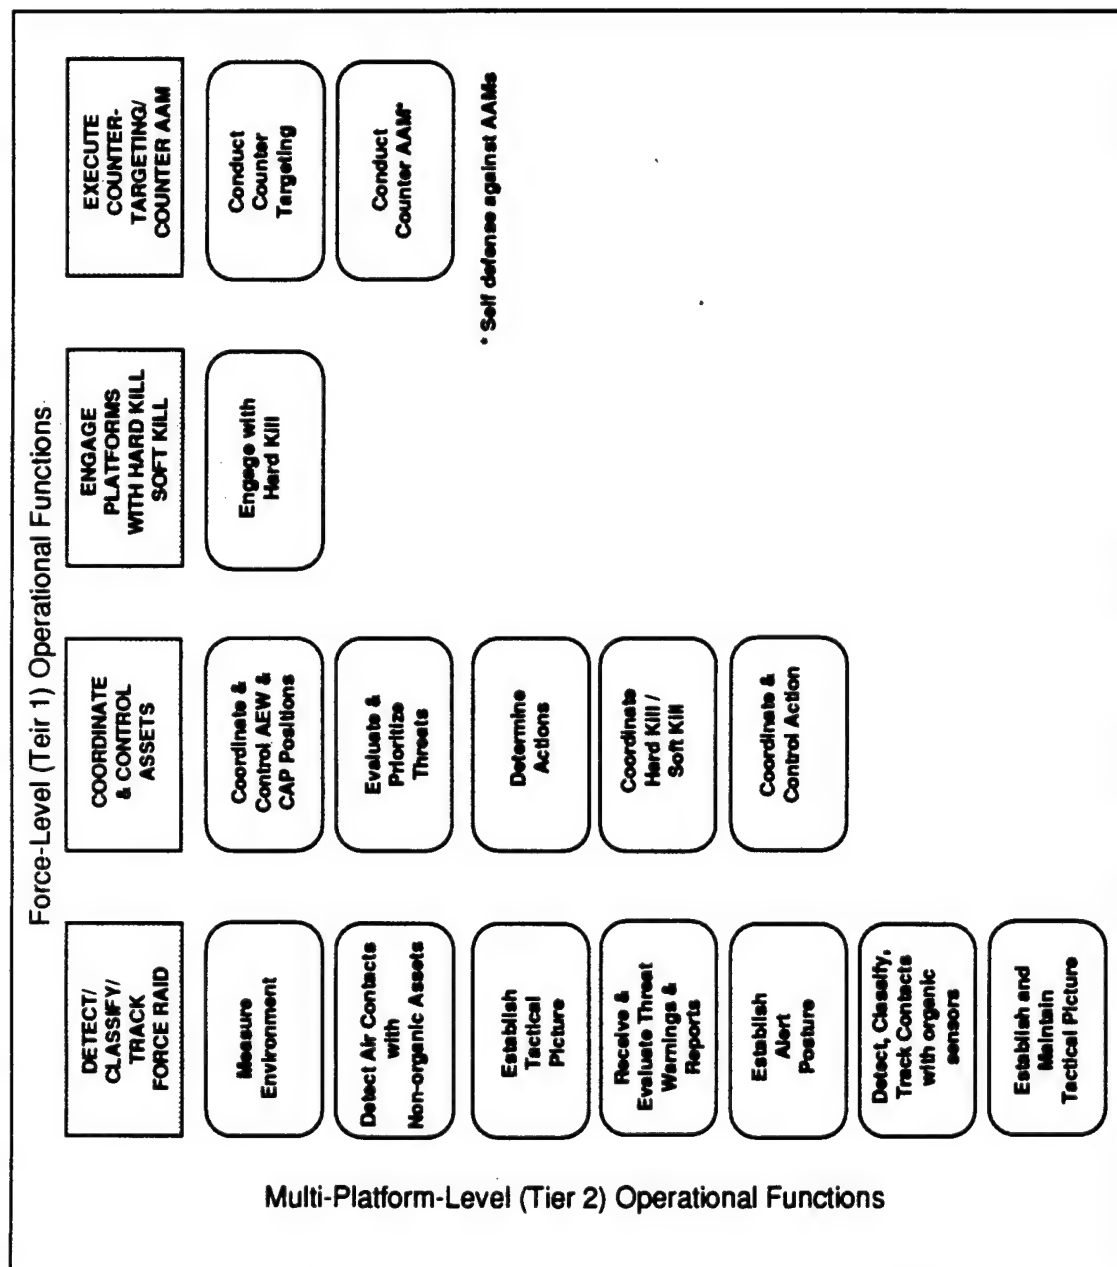 Force-Level (Teir 1) Operational Functions
DETECT/
CLASSIFY/
TRACK
FORCE RAID
COORDINATE
& CONTROL
ASSETS
ENGAGE
PLATFORMS
WITH HARD KILL
SOFT KILL
EXECUTE
COUNTER-
TARGETING/
COUNTER AAM
Multi-Platform-Level (Tier 2) Operational Functions
Measure
Environment
Detect Air Contacts
with
Non-organic Assets
Establish
Tactical
Picture
Receive &
Evaluate Threat
Warnings &
Reports
Establish
Alert
Posture
Detect, Classify,
Track Contacts
with organic
sensors
Establish and
Maintain
Tactical Picture
Coordinate &
Control AEW &
CAP Positions
Evaluate &
Prioritize
Threats
Determine
Actions
Coordinate
Hard Kill /
Soft Kill
Coordinate &
Control Action
Engage with
Hard Kill
Conduct
Counter
Targeting
Conduct
Counter AAM*
* Self defense against AAMs